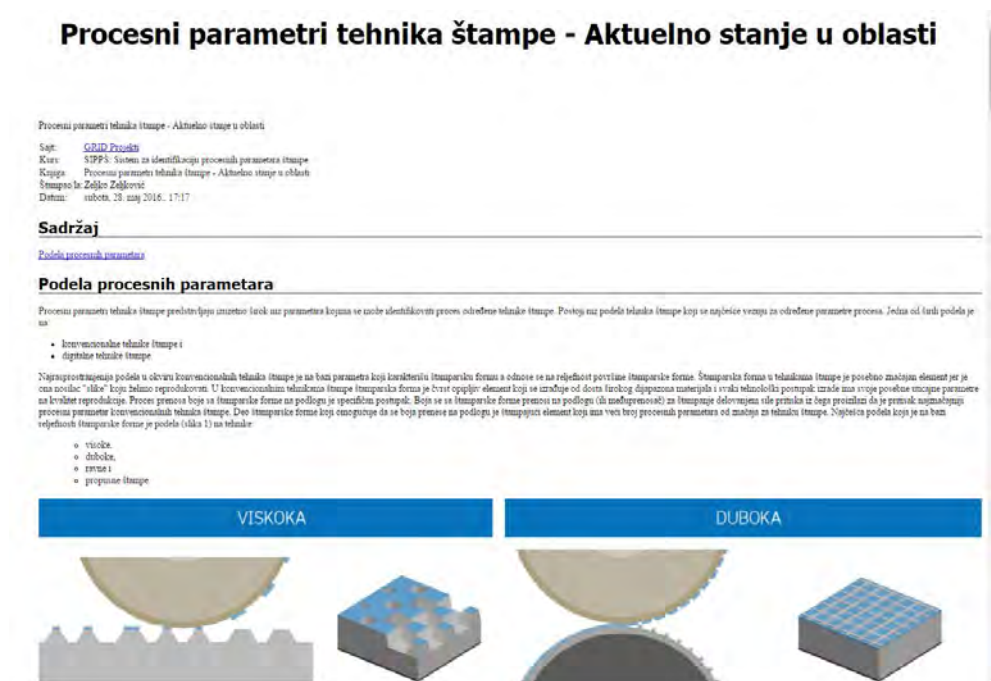 Procesni parametri tehnika štampe - Aktuelno stanje u oblasti
Procesni parametri tehnika štampe - Aktuelno stanje u oblasti
Sajt: GRID Projekti
Kurs: SIPPS: Sistem za identifikaciju procesnih parametara štampe
Knjiga: Procesni parametri tehnika štampe - Aktuelno stanje u oblasti
Štampao/la: Zeljko Zeljković
Datum: subota, 28. maj 2016., 17:17
Sadržaj
Podela procesnih parametara
Podela procesnih parametara
Procesni parametri tehnika štampe predstavljaju izuzetno širok niz parametara kojima se može identifikovati proces određene tehnike štampe. Postoji niz podela tehnika štampe koji se najčešće vezuju za određene parametre procesa. Jedna od širih podela je
na:
konvencionalne tehnike štampe i
digitalne tehnike štampe.
Najrasprostranjenija podela u okviru konvencionalnih tehnika štampe je na bazi parametra koji karakterišu štamparsku formu a odnose se na reljefnost površine štamparske forme. Štamparska forma u tehnikama štampe je posebno značajan element jer je
ona nosilac "slike" koju želimo reprodukovati. U konvencionalnim tehnikama štampe štamparska forma je čvrst opipljiv element koji se izrađuje od dosta širokog dijapazona materijala i svaki tehnološka postupak izrade ima svoje posebne uticajne parametre
na kvalitet reprodukcije. Proces prenosa boje sa štamparske forme na podlogu je specifičan postupak. Boja se sa štamparske forme prenosi na podlogu (ili međuprenosač) za štampanje delovanjem sile pritiska iz čega proizilazi da je pritisak najznačajniji
procesni parametar konvencionalnih tehnika štampe. Deo štamparske forme koji omogućuje da se boja prenese na podlogu je štampajući element koji ima veći broj procesnih parametara od značaja za tehniku štampe. Najčešća podela koja je na bazi
reljefnosti štamparske forme je podela (slika 1) na tehnike:
visoke,
duboke,
ravne i
propusne štampe.
VISKOKA
DUBOKA